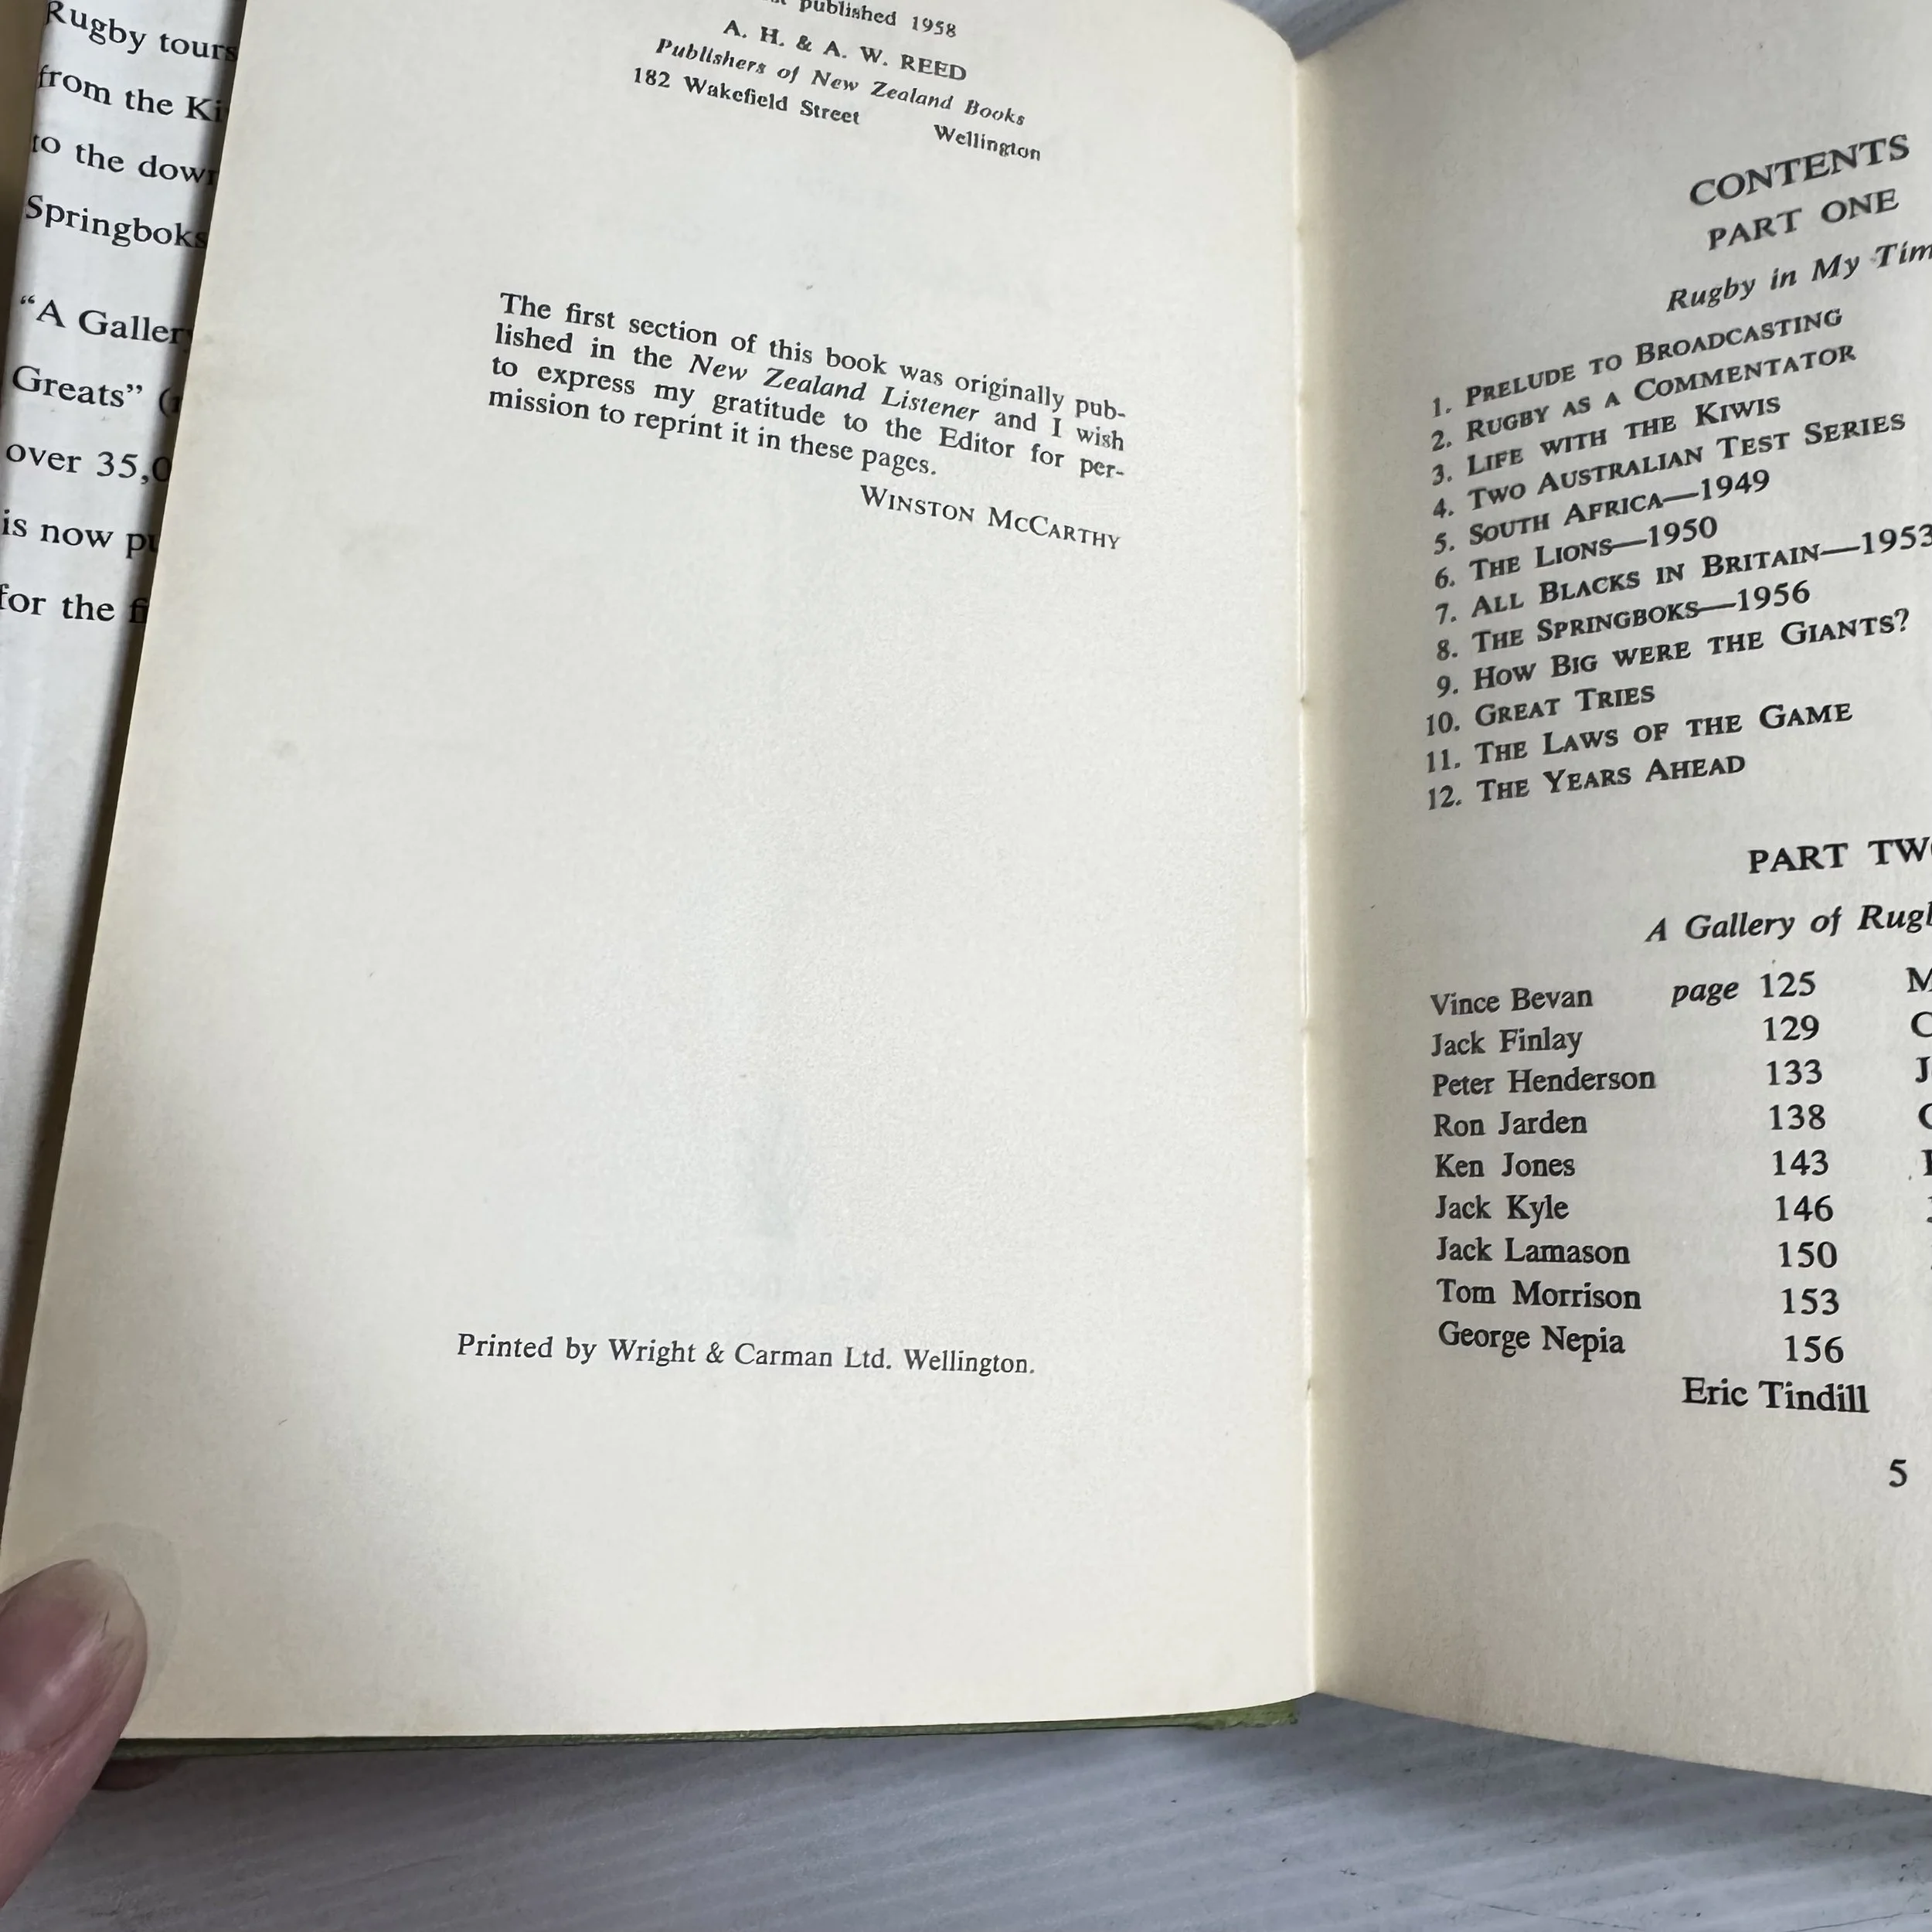 Rugby tours
from the
to the
Springboks
"A
Greats"
over
is now
for the
published 1958
A. H. & A. W. REED
Publishers of New Zealand Books
182 Wakefield Street Wellington
The first section of this book was originally pub-
lished in the New Zealand Listener and I wish
to express my gratitude to the Editor for per-
mission to reprint it in these pages.
WINSTON MCCARTHY
Printed by Wright & Carman Ltd. Wellington.
CONTENTS
PART ONE
Rugby in My
1. PRELUDE TO BROADCASTING
2. RUGBY AS A COMMENTATOR
3. LIFE WITH THE KIWIS
4. TWO AUSTRALIAN TEST SERIES
5. SOUTH AFRICA—1949
6. THE LIONS—1950
7. ALL BLACKS IN BRITAIN—1953
8. THE SPRINGBOKS—1956
9. HOW BIG WERE THE GIANTS?
10. GREAT TRIES
11. THE LAWS OF THE GAME
12. THE YEARS AHEAD
PART
A Gallery of
Vince Bevan page 125
Jack Finlay 129
Peter Henderson 133
Ron Jarden 138
Ken Jones 143
Jack Kyle 146
Jack Lamason 150
Tom Morrison 153
George Nepia 156
Eric Tindill
5